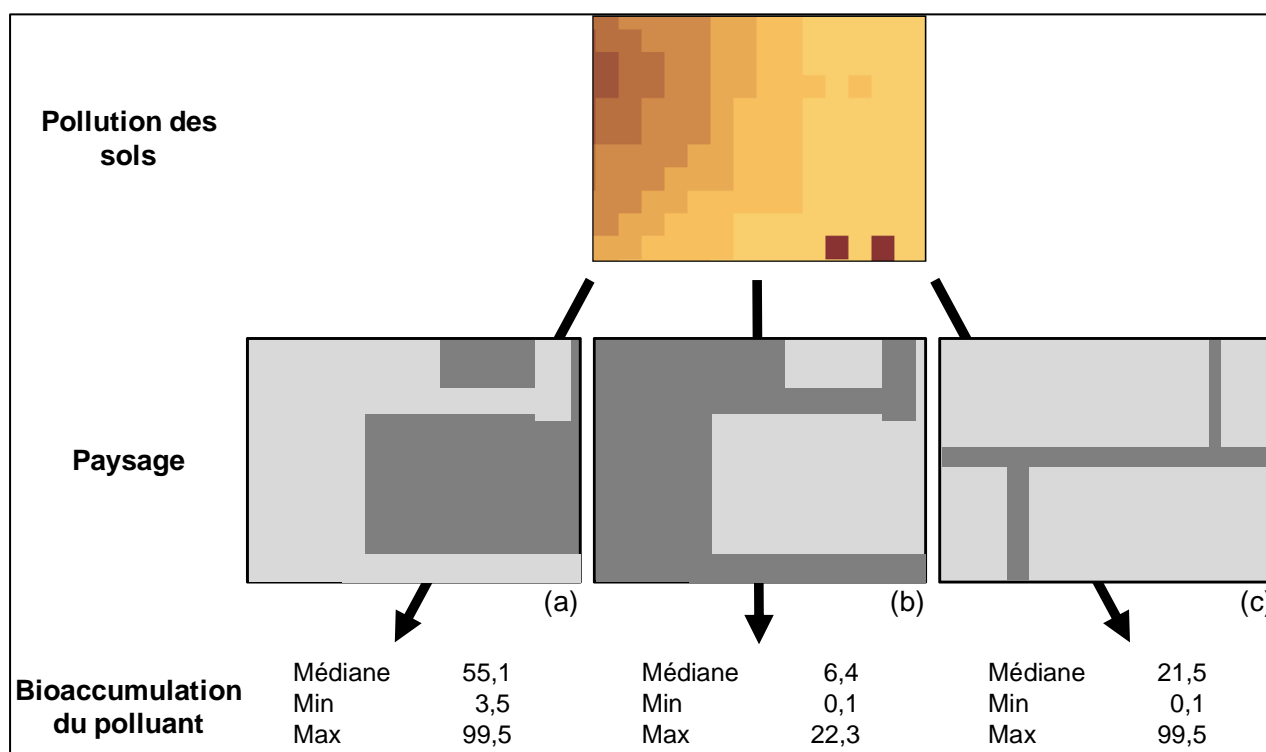 Pollution des
sols
Paysage
(a)
(b)
(c)
Bioaccumulation
du polluant
Médiane 55,1
Min 3,5
Max 99,5
Médiane 6,4
Min 0,1
Max 22,3
Médiane 21,5
Min 0,1
Max 99,5